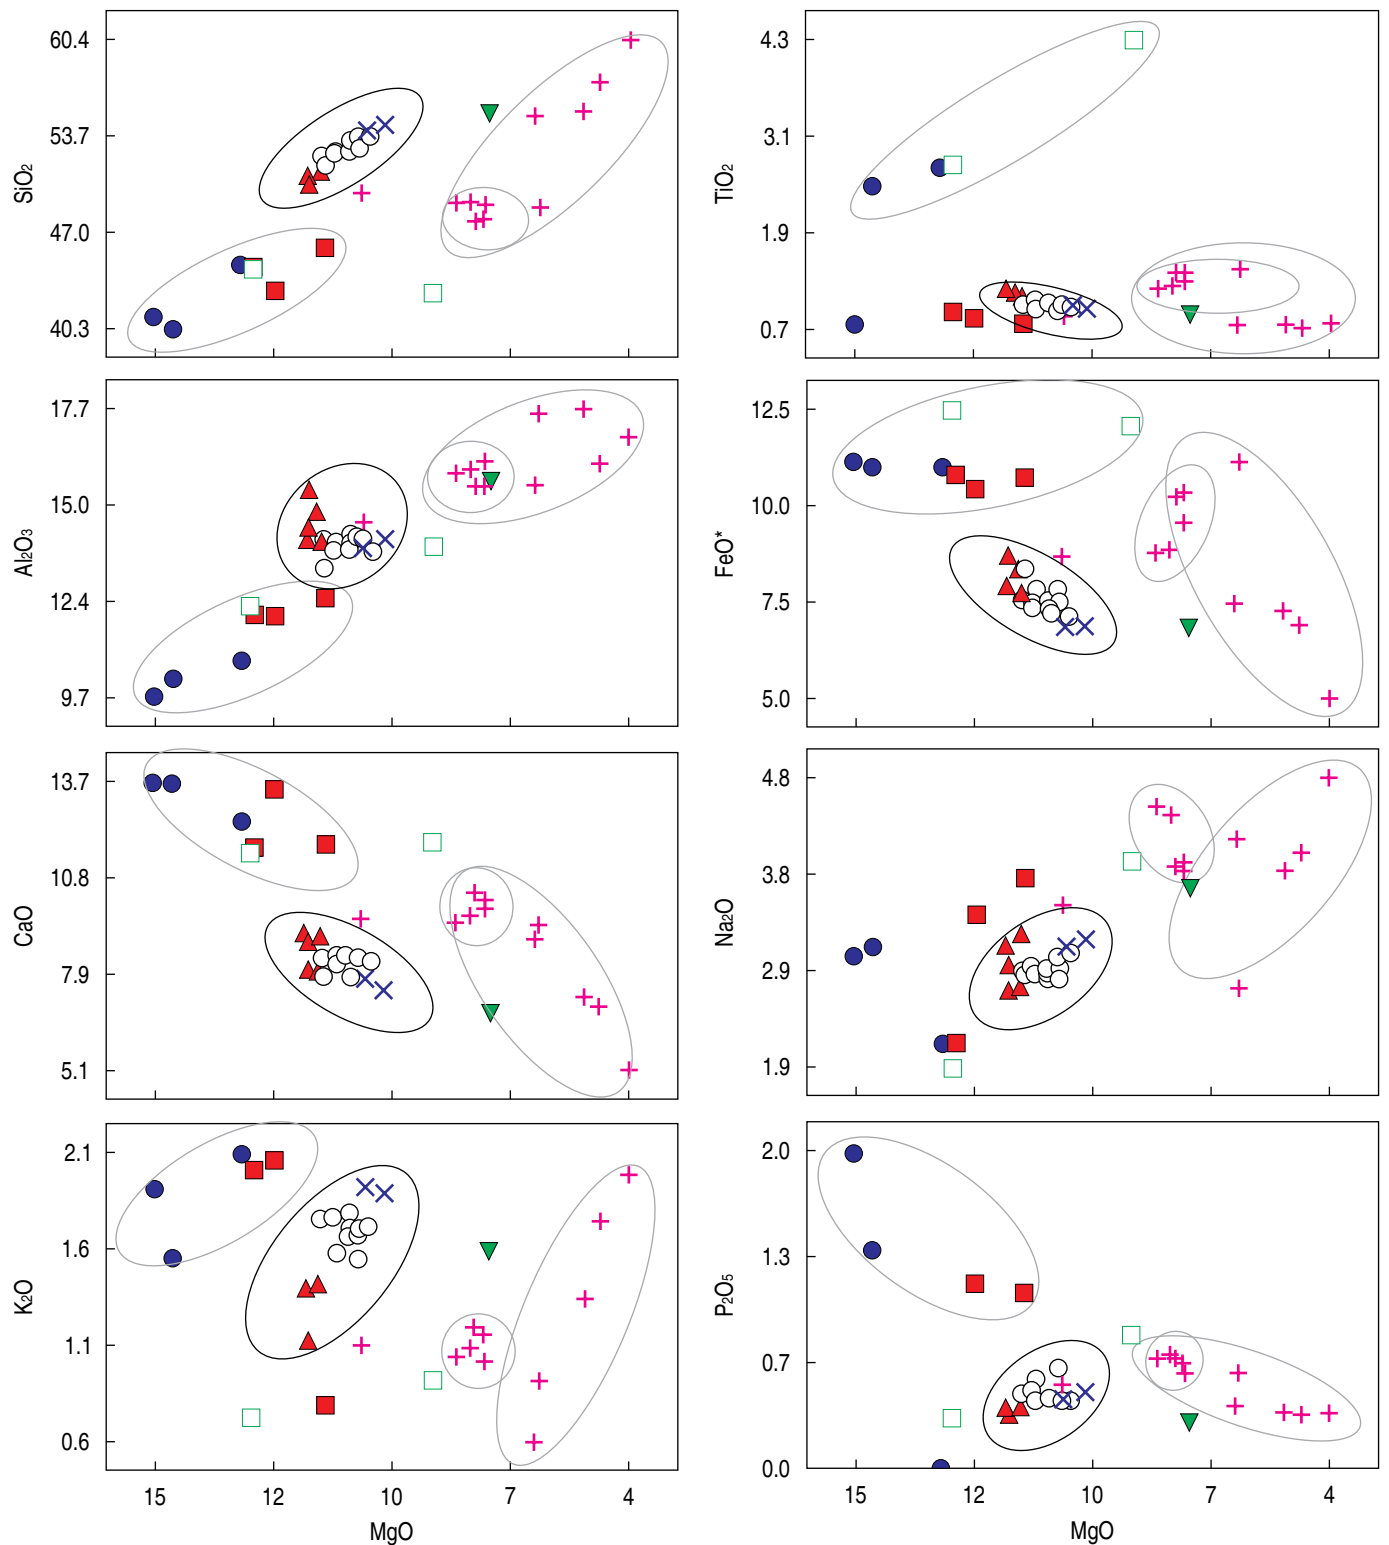 60.4
53.7
47.0
40.3
SiO₂
4.3
3.1
1.9
0.7
TiO₂
17.7
15.0
12.4
9.7
Al₂O₃
12.5
10.0
7.5
5.0
FeO*
13.7
10.8
7.9
5.1
CaO
4.8
3.8
2.9
1.9
Na₂O
2.1
1.6
1.1
0.6
K₂O
15 12 10 7 4
MgO
2.0
1.3
0.7
0.0
P₂O₅
15 12 10 7 4
MgO